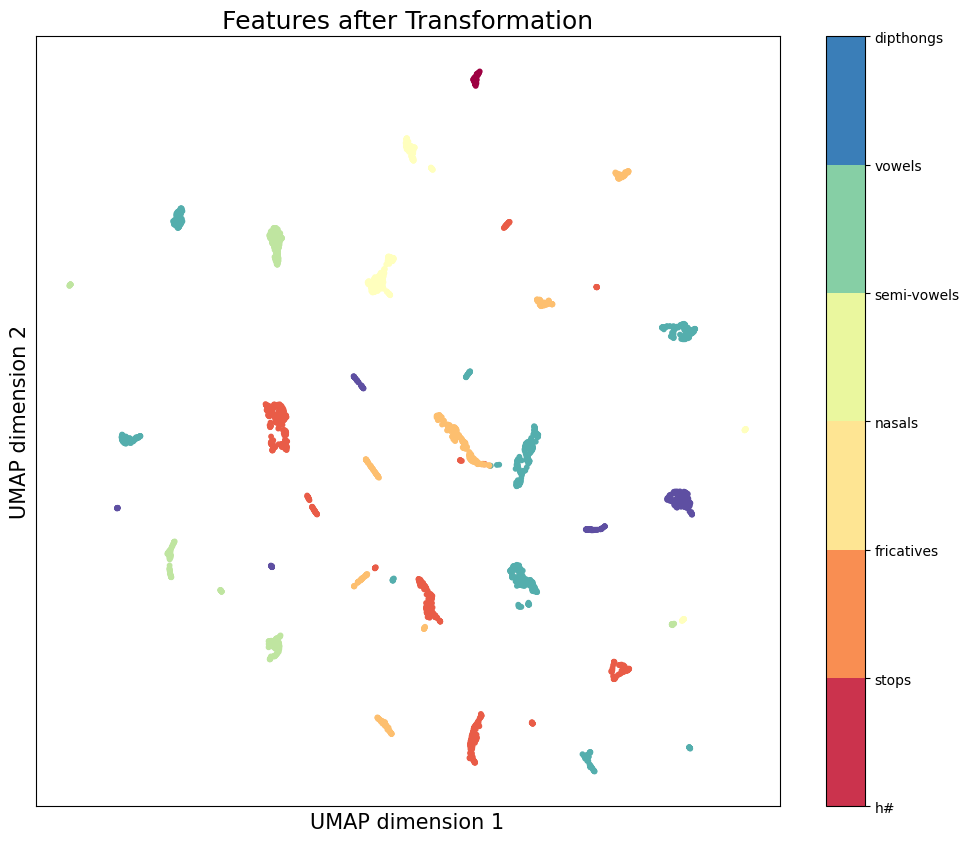 Features after Transformation
UMAP dimension 2
UMAP dimension 1
dipthongs
vowels
semi-vowels
nasals
fricatives
stops
h#